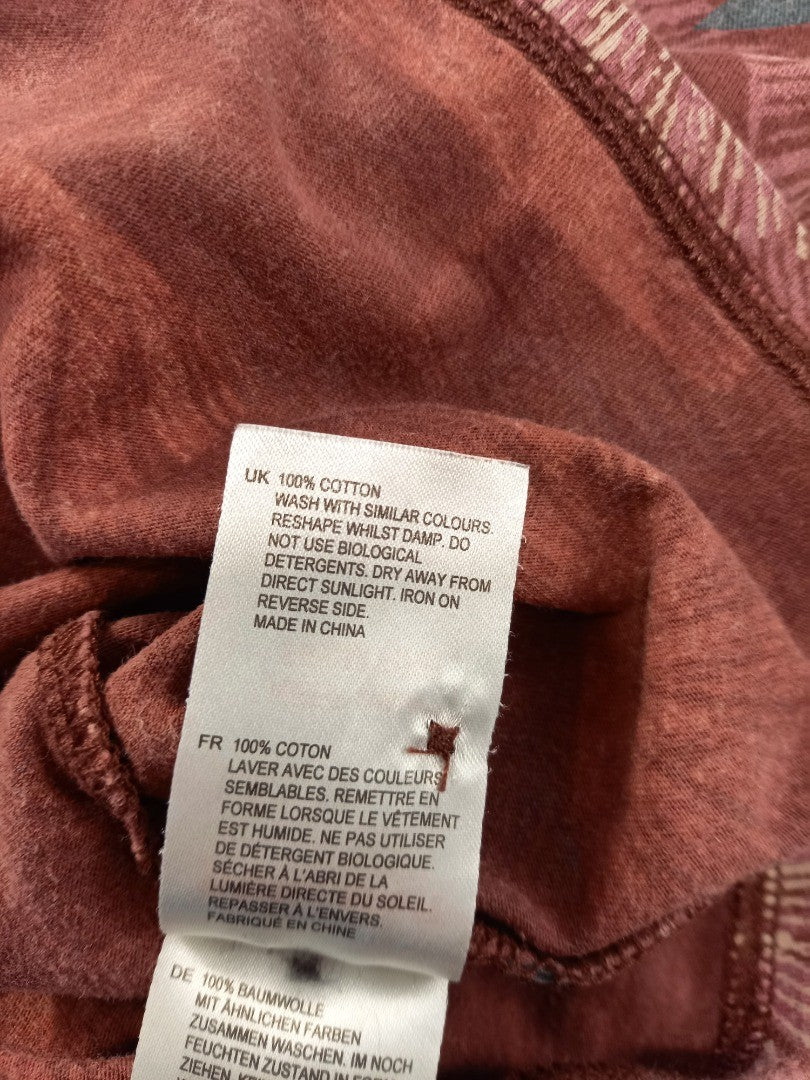 UK 100% COTTON
WASH WITH SIMILAR COLOURS.
RESHAPE WHILST DAMP. DO
NOT USE BIOLOGICAL
DETERGENTS. DRY AWAY FROM
DIRECT SUNLIGHT. IRON ON
REVERSE SIDE.
MADE IN CHINA
FR 100% COTON
LAVER AVEC DES COULEURS
SEMBLABLES. REMETTRE EN
FORME LORSQUE LE VÊTEMENT
EST HUMIDE. NE PAS UTILISER
DE DÉTERGENT BIOLOGIQUE.
SÉCHER À L'ABRI DE LA
LUMIÈRE DIRECTE DU SOLEIL.
REPASSER À L'ENVERS.
FABRIQUÉ EN CHINE
DE 100% BAUMWOLLE
MIT ÄHNLICHEN FARBEN
ZUSAMMEN WASCHEN. IM NOCH
FEUCHTEN ZUSTAND IN
ZIEHEN.